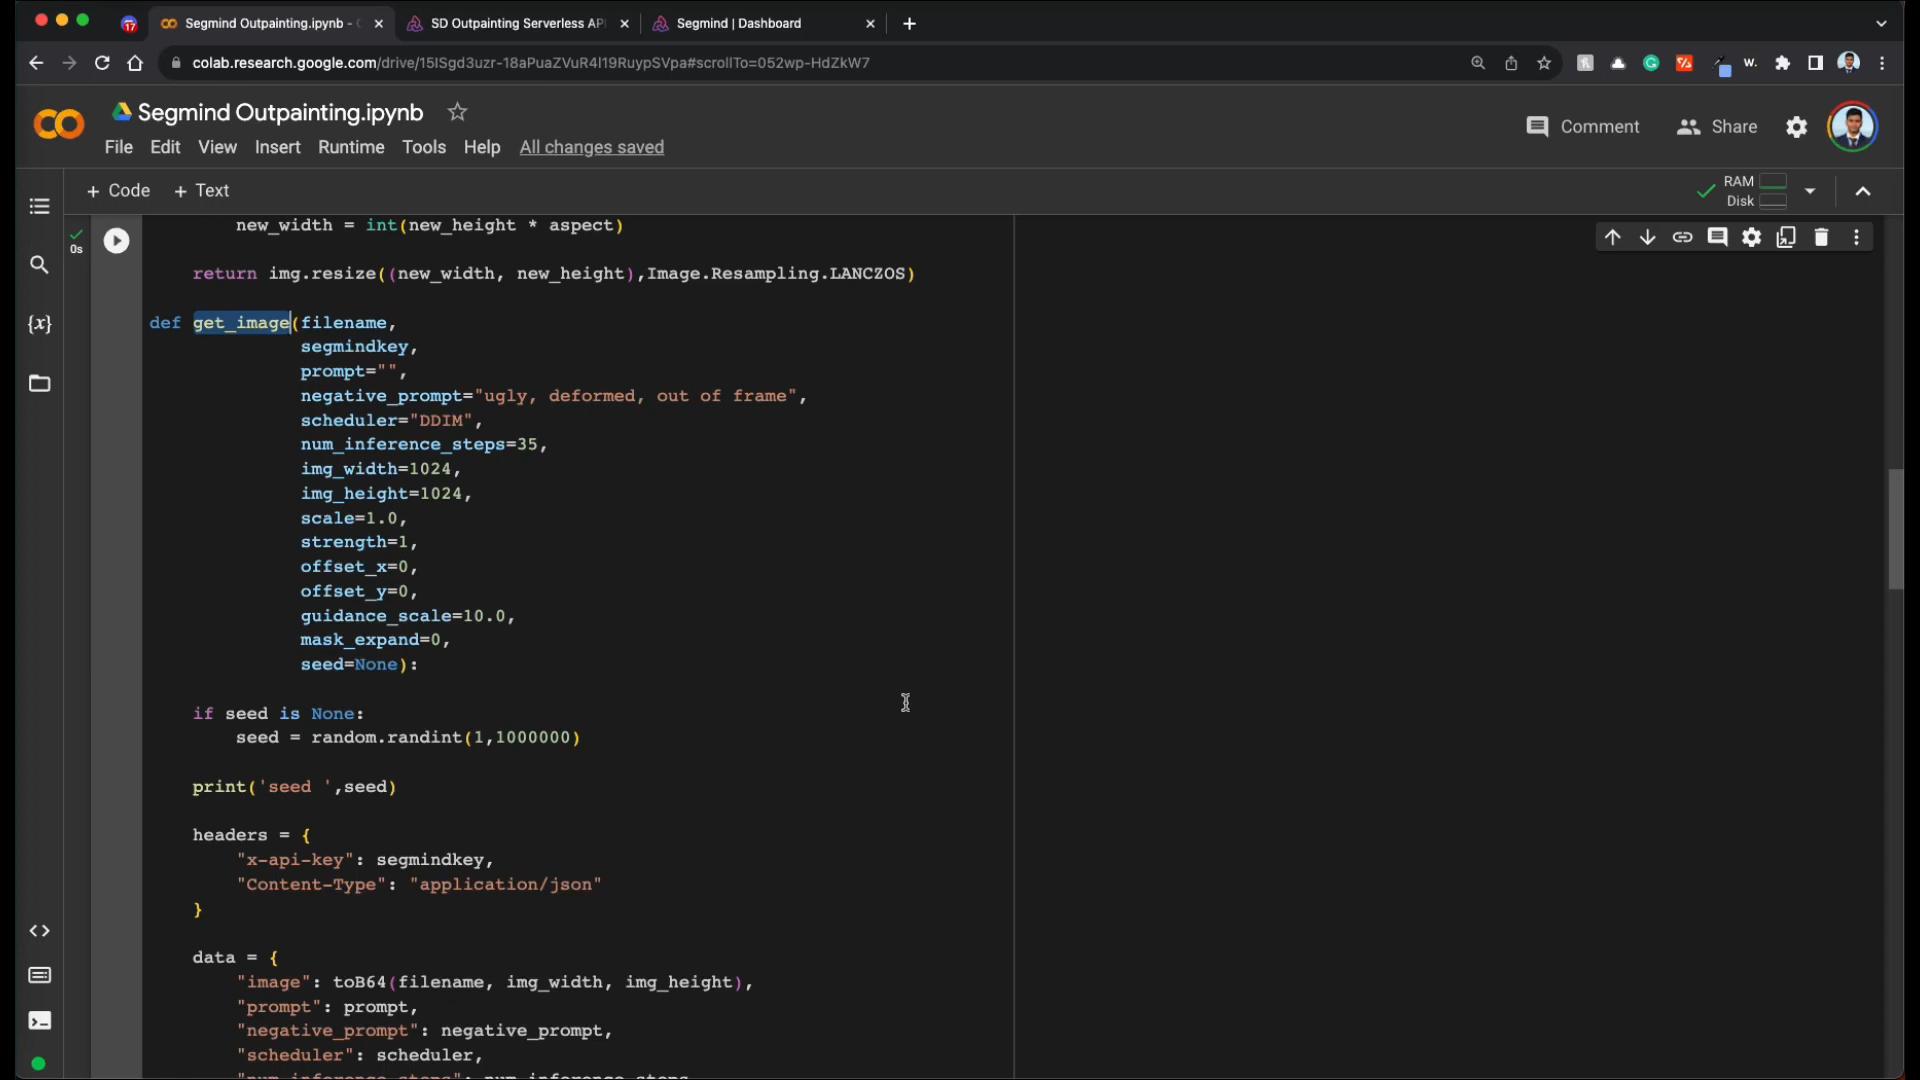 17
Segmind Outpainting.ipynb -
SD Outpainting Serverless API
Segmind | Dashboard
colab.research.google.com/drive/15ISgd3uzr-18aPuaZVuR4l19RuypSVpa#scrollTo=052wp-HdZkW7
Segmind Outpainting.ipynb
Comment
Share
File Edit View Insert Runtime Tools Help All changes saved
+ Code + Text
RAM
Disk
0s
new_width = int(new_height * aspect)
return img.resize((new_width, new_height),Image.Resampling.LANCZOS)
def get_image(filename,
segmindkey,
prompt="",
negative_prompt="ugly, deformed, out of frame",
scheduler="DDIM",
num_inference_steps=35,
img_width=1024,
img_height=1024,
scale=1.0,
strength=1,
offset_x=0,
offset_y=0,
guidance_scale=10.0,
mask_expand=0,
seed=None):
if seed is None:
seed = random.randint(1,1000000)
print('seed ',seed)
headers = {
"x-api-key": segmindkey,
"Content-Type": "application/json"
}
data = {
"image": toB64(filename, img_width, img_height),
"prompt": prompt,
"negative_prompt": negative_prompt,
"scheduler": scheduler,
"num_inference_steps": num_inference_steps